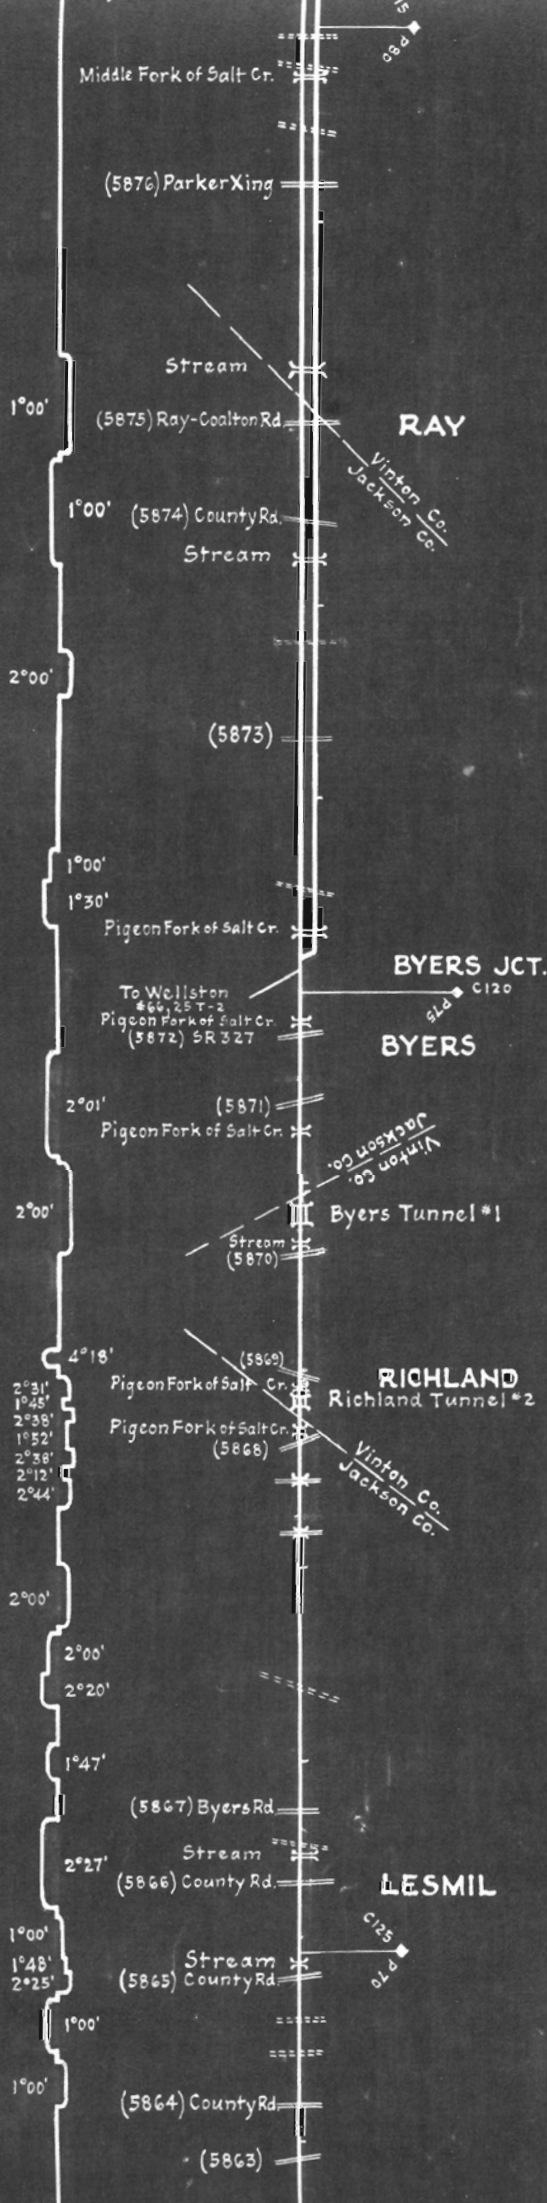 15
P80
Middle Fork of Salt Cr.
(5876) Parker Xing
Stream
1°00'
(5875) Ray-Coalton Rd.
RAY
Vinton Co.
Jackson Co.
1°00'
(5874) County Rd.
Stream
2°00'
(5873)
1°00'
1°30'
Pigeon Fork of Salt Cr.
BYERS JCT.
To Wellston
#66, 25 T-2
C120
P75
Pigeon Fork of Salt Cr.
(5872) SR 327
BYERS
2°01'
(5871)
Pigeon Fork of Salt Cr.
Jackson Co.
Vinton Co.
2°00'
Byers Tunnel #1
Stream
(5870)
4°18'
(5869)
RICHLAND
2°31'
Pigeon Fork of Salt Cr.
1°45'
Richland Tunnel #2
2°38'
Pigeon Fork of Salt Cr.
1°52'
(5868)
2°38'
Vinton Co.
Jackson Co.
2°12'
2°44'
2°00'
2°00'
2°20'
1°47'
(5867) Byers Rd.
Stream
2°27'
(5866) County Rd.
LESMIL
C125
P70
1°00'
Stream
1°48'
2°25'
(5865) County Rd.
1°00'
1°00'
(5864) County Rd.
(5863)